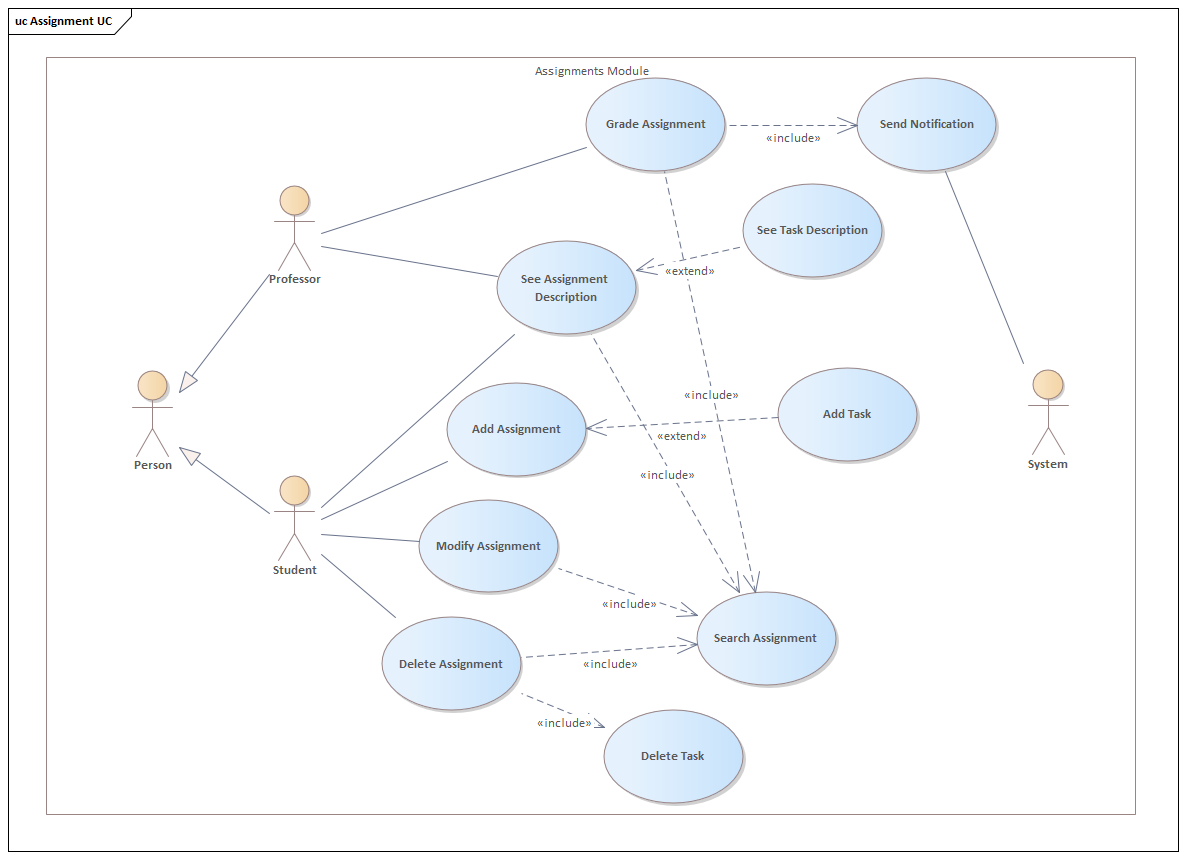 uc Assignment UC
Assignments Module
Grade Assignment
Send Notification
«include»
See Task Description
Professor
«extend»
See Assignment
Description
Person
«include»
Add Assignment
Add Task
«extend»
System
«include»
Student
Modify Assignment
«include»
Search Assignment
Delete Assignment
«include»
«include»
Delete Task